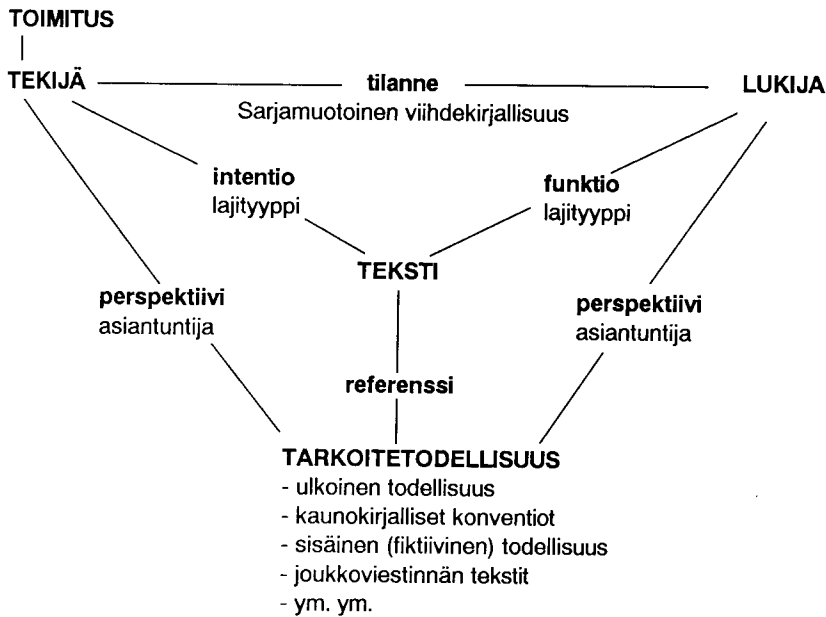 TOIMITUS
TEKIJÄ tilanne LUKIJA
Sarjamuotoinen viihdekirjallisuus
intentio funktio
lajityyppi lajityyppi
TEKSTI
perspektiivi perspektiivi
asiantuntija asiantuntija
referenssi
TARKOITETODELLISUUS
- ulkoinen todellisuus
- kaunokirjalliset konventiot
- sisäinen (fiktiivinen) todellisuus
- joukkoviestinnän tekstit
- ym. ym.